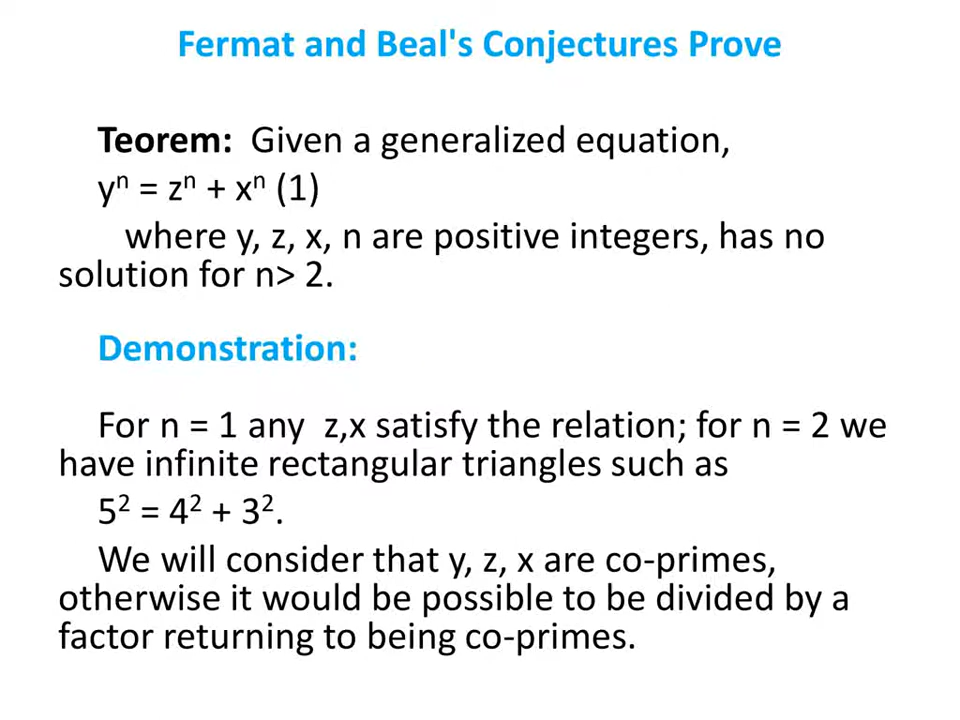 Fermat and Beal's Conjectures Prove
Teorem: Given a generalized equation,
yⁿ = zⁿ + xⁿ (1)
where y, z, x, n are positive integers, has no
solution for n> 2.
Demonstration:
For n = 1 any z,x satisfy the relation; for n = 2 we
have infinite rectangular triangles such as
5² = 4² + 3².
We will consider that y, z, x are co-primes,
otherwise it would be possible to be divided by a
factor returning to being co-primes.